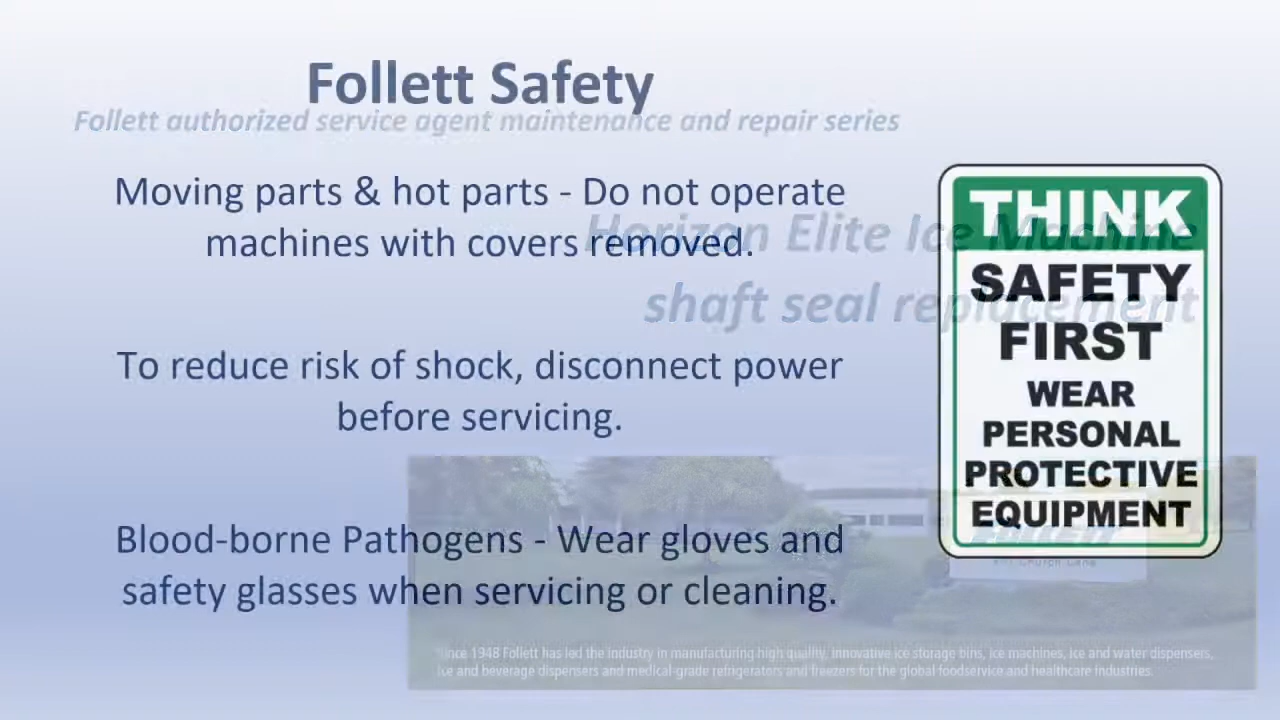 Follett Safety
Follett authorized service agent maintenance and repair series
Moving parts & hot parts - Do not operate
machines with covers removed.
Horizon Elite Ice Machine
shaft seal replacement
To reduce risk of shock, disconnect power
before servicing.
Blood-borne Pathogens - Wear gloves and
safety glasses when servicing or cleaning.
THINK
SAFETY
FIRST
WEAR
PERSONAL
PROTECTIVE
EQUIPMENT
Follett
Church Lane
Since 1948 Follett has led the industry in manufacturing high quality, innovative ice storage bins, ice machines, ice and water dispensers,
ice and beverage dispensers and medical-grade refrigerators and freezers for the global foodservice and healthcare industries.